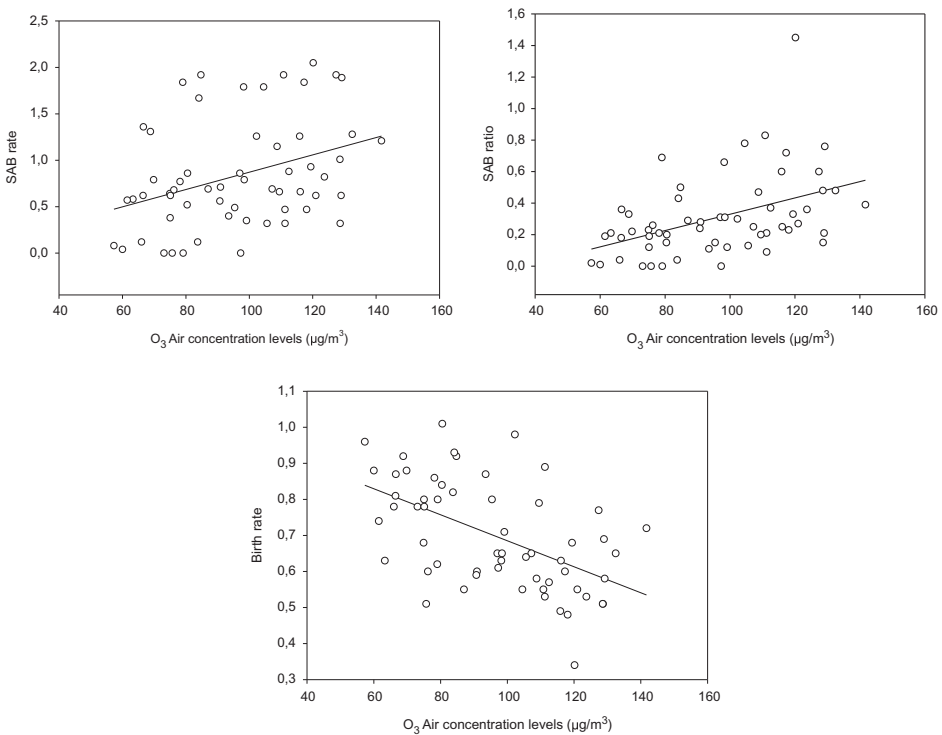 2,5
2,0
1,5
1,0
0,5
0,0
SAB rate
40 60 80 100 120 140 160
O3 Air concentration levels (µg/m3)
1,6
1,4
1,2
1,0
0,8
0,6
0,4
0,2
0,0
SAB ratio
40 60 80 100 120 140 160
O3 Air concentration levels (µg/m3)
1,1
1,0
0,9
0,8
0,7
0,6
0,5
0,4
0,3
Birth rate
40 60 80 100 120 140 160
O3 Air concentration levels (µg/m3)